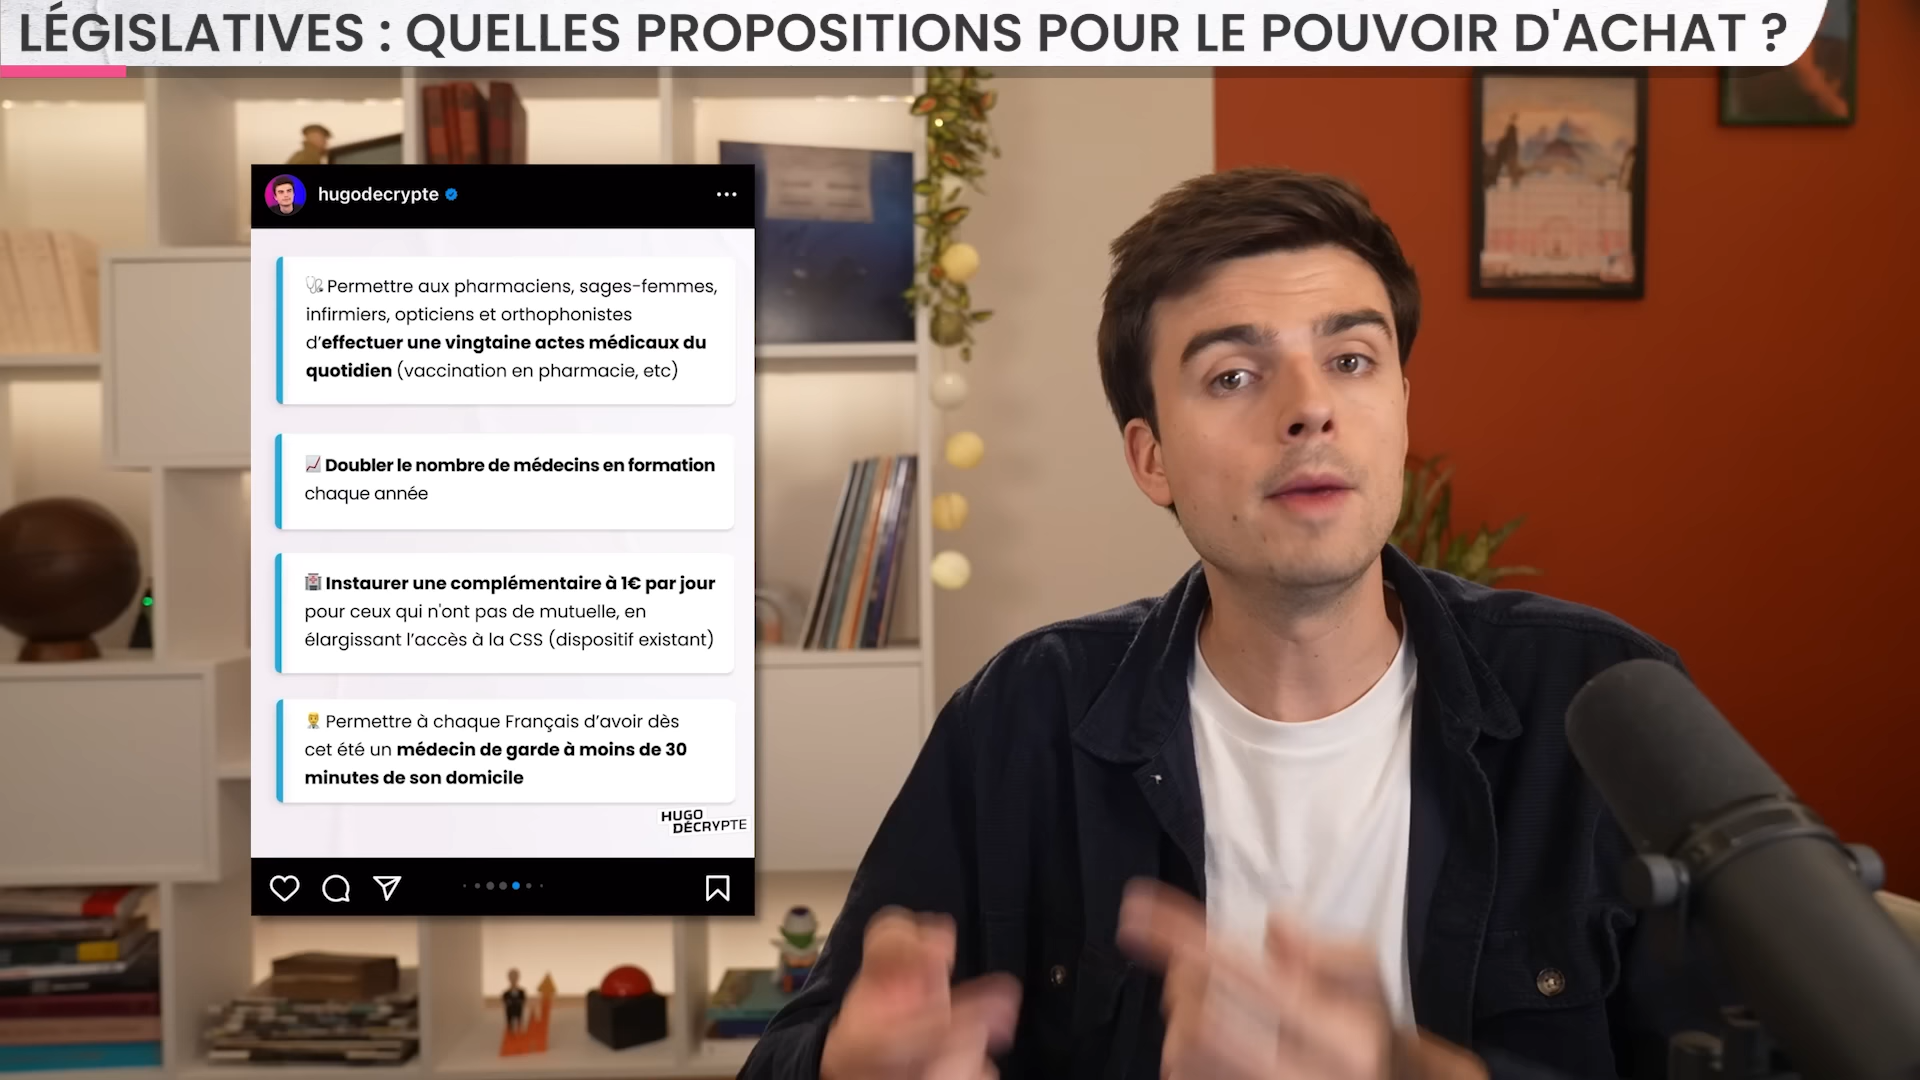 LÉGISLATIVES : QUELLES PROPOSITIONS POUR LE POUVOIR D'ACHAT ?
hugodecrypte
🩺 Permettre aux pharmaciens, sages-femmes,
infirmiers, opticiens et orthophonistes
d'effectuer une vingtaine actes médicaux du
quotidien (vaccination en pharmacie, etc)
📈 Doubler le nombre de médecins en formation
chaque année
🏥 Instaurer une complémentaire à 1€ par jour
pour ceux qui n'ont pas de mutuelle, en
élargissant l'accès à la CSS (dispositif existant)
👨‍⚕️ Permettre à chaque Français d'avoir dès
cet été un médecin de garde à moins de 30
minutes de son domicile
HUGO
DÉCRYPTE